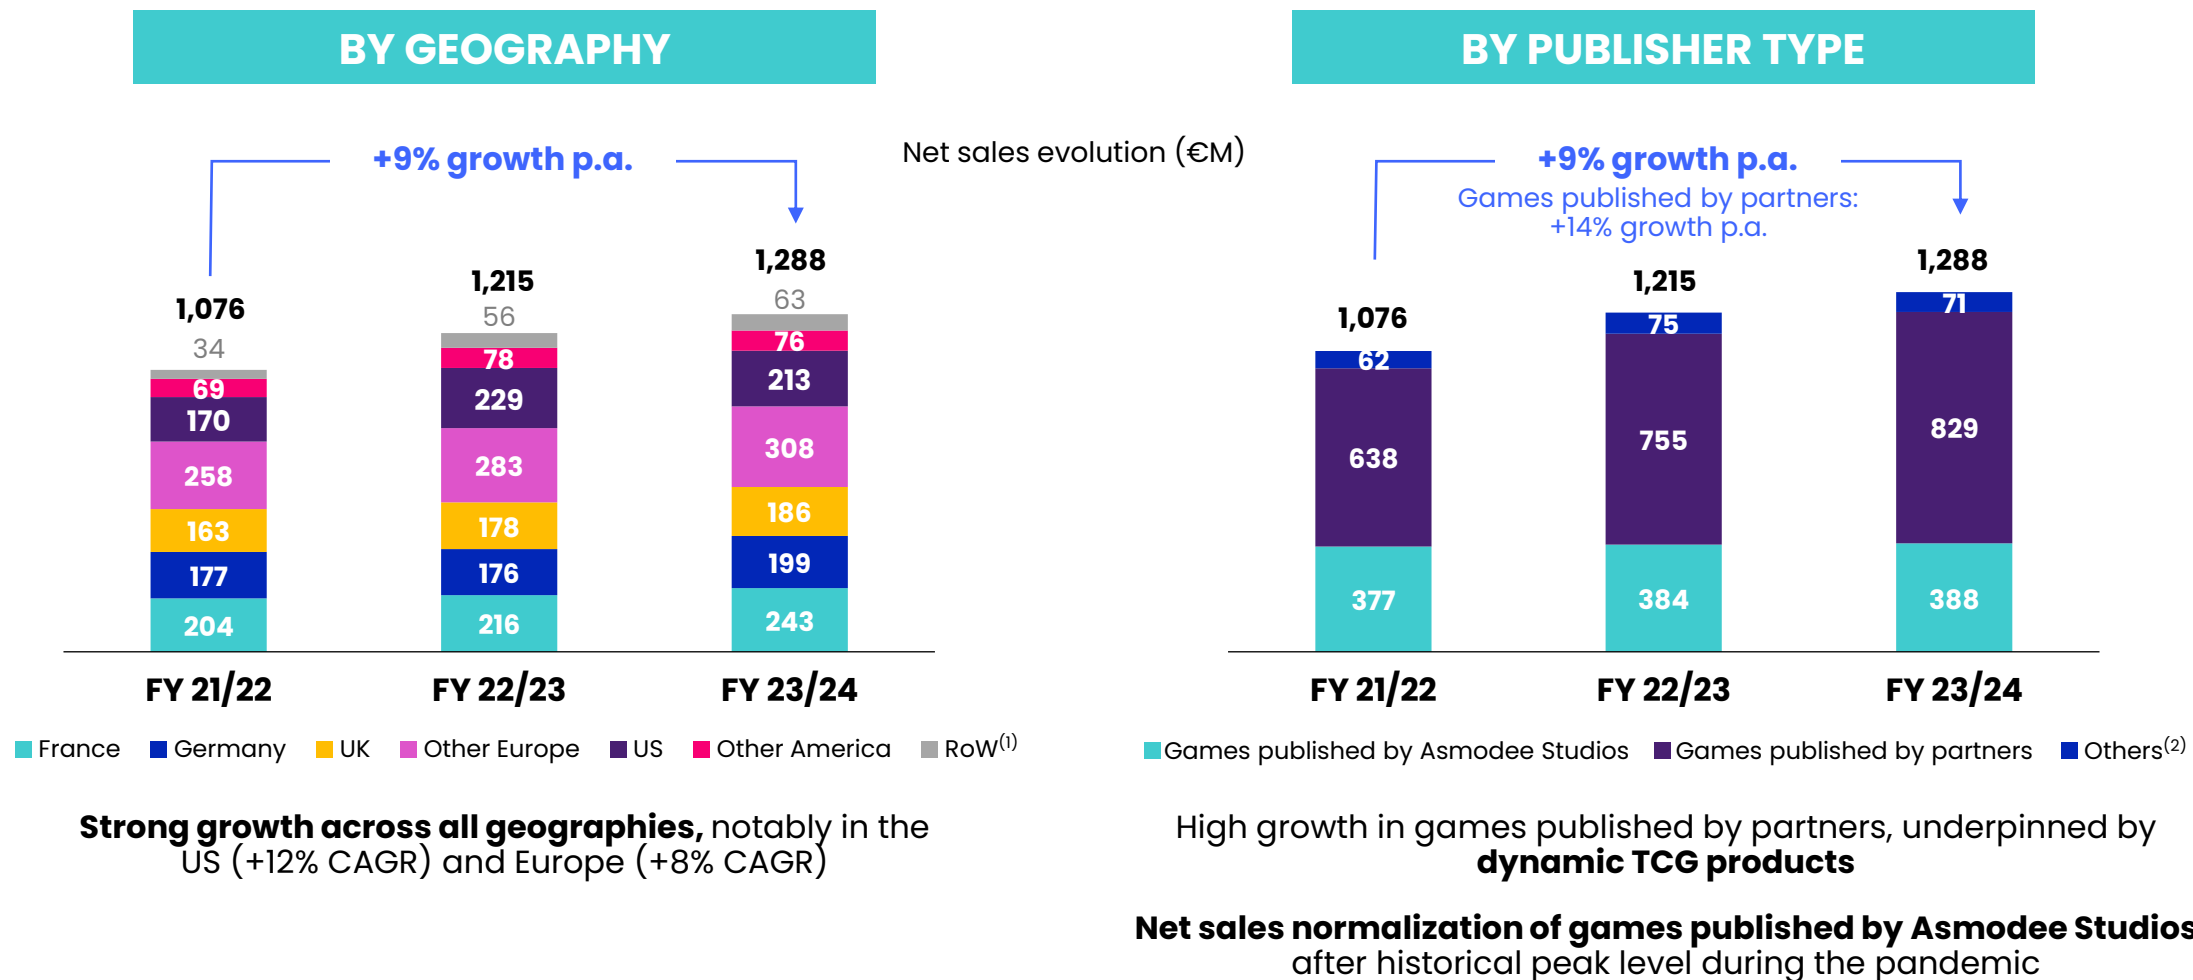 BY GEOGRAPHY
BY PUBLISHER TYPE
Net sales evolution (€M)
+9% growth p.a.
1,076
34
69
170
258
163
177
204
1,215
56
78
229
283
178
176
216
1,288
63
76
213
308
186
199
243
FY 21/22
FY 22/23
FY 23/24
France
Germany
UK
Other Europe
US
Other America
RoW(1)
Strong growth across all geographies, notably in the
US (+12% CAGR) and Europe (+8% CAGR)
+9% growth p.a.
Games published by partners:
+14% growth p.a.
1,076
62
638
377
1,215
75
755
384
1,288
71
829
388
FY 21/22
FY 22/23
FY 23/24
Games published by Asmodee Studios
Games published by partners
Others(2)
High growth in games published by partners, underpinned by
dynamic TCG products
Net sales normalization of games published by Asmodee Studios
after historical peak level during the pandemic